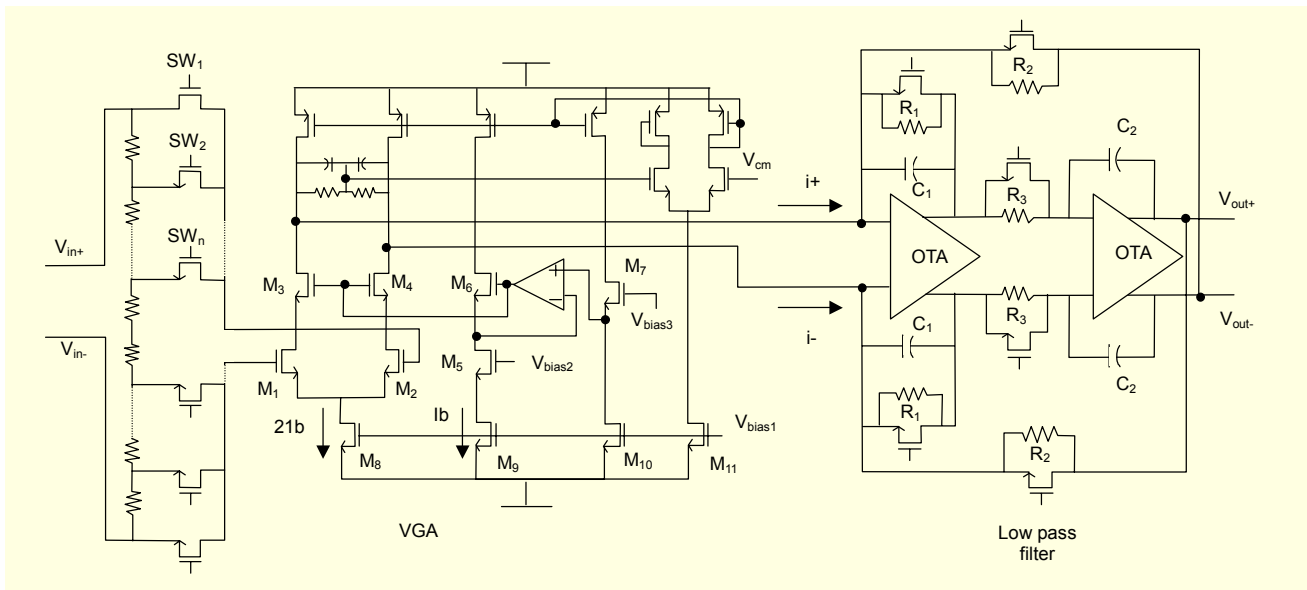 SW1
SW2
SWn
Vin+
Vin-
M3
M4
M6
M7
Vcm
Vbias3
M1
M2
M5
Vbias2
21b
Ib
Vbias1
M8
M9
M10
M11
VGA
i+
i-
R2
R1
C1
R3
C2
OTA
OTA
Vout+
Vout-
R3
C1
C2
R1
R2
Low pass
filter